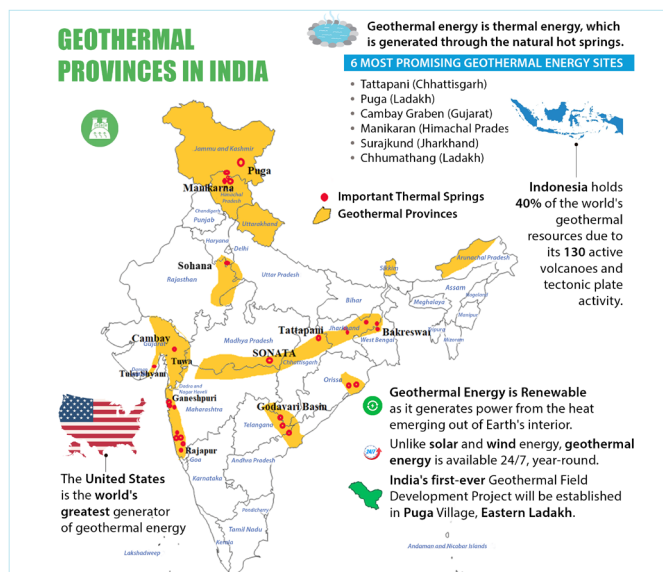 GEOTHERMAL
PROVINCES IN INDIA
Geothermal energy is thermal energy, which
is generated through the natural hot springs.
6 MOST PROMISING GEOTHERMAL ENERGY SITES
• Tattapani (Chhattisgarh)
• Puga (Ladakh)
• Cambay Graben (Gujarat)
• Manikaran (Himachal Prades
• Surajkund (Jharkhand)
• Chhumathang (Ladakh)
Important Thermal Springs
Geothermal Provinces
Indonesia holds
40% of the world's
geothermal
resources due to
its 130 active
volcanoes and
tectonic plate
activity.
Jammu and Kashmir
Puga
Manikarna
Himachal
Pradesh
Chandigarh
Punjab
Uttarakhand
Haryana
Delhi
Sohana
Rajasthan
Uttar Pradesh
Sikkim
Arunachal Pradesh
Assam
Nagaland
Meghalaya
Manipur
Tripura
Mizoram
Bihar
Jharkhand
West Bengal
Bakreswar
Tattapani
Madhya Pradesh
SONATA
Chhattisgarh
Cambay
Gujarat
Tuwa
Tulsi Shyam
Daman
Dadra and
Nagar Haveli
Ganeshpuri
Maharashtra
Orissa
Godavari Basin
Telangana
Rajapur
Goa
Andhra Pradesh
Karnataka
Pondicherry
Tamil Nadu
Kerala
Lakshadweep
Andaman and Nicobar Islands
The United States
is the world's
greatest generator
of geothermal energy
Geothermal Energy is Renewable
as it generates power from the heat
emerging out of Earth's interior.
24/7
Unlike solar and wind energy, geothermal
energy is available 24/7, year-round.
India's first-ever Geothermal Field
Development Project will be established
in Puga Village, Eastern Ladakh.